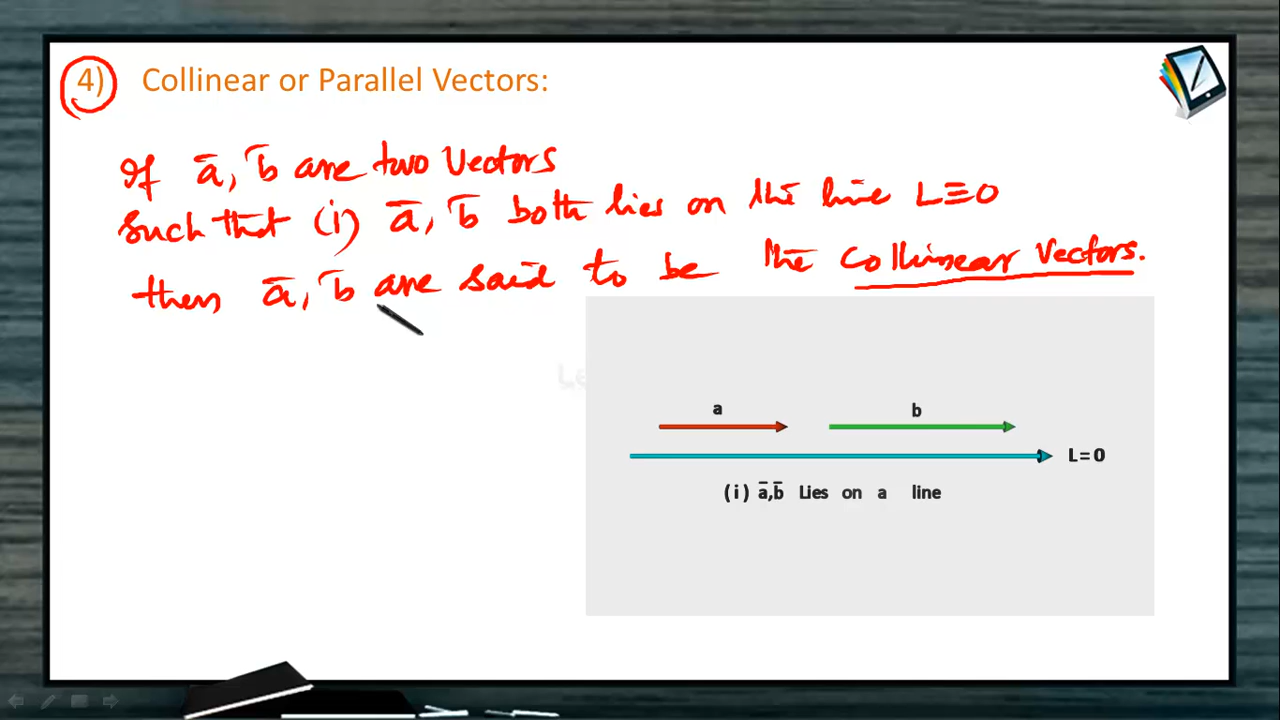 4) Collinear or Parallel Vectors:
If a̅, b̅ are two Vectors
Such that (i) a̅, b̅ both lies on the line L≡0
then a̅, b̅ are said to be the Collinear Vectors.
a b
L = 0
(i) a̅,b̅ Lies on a line